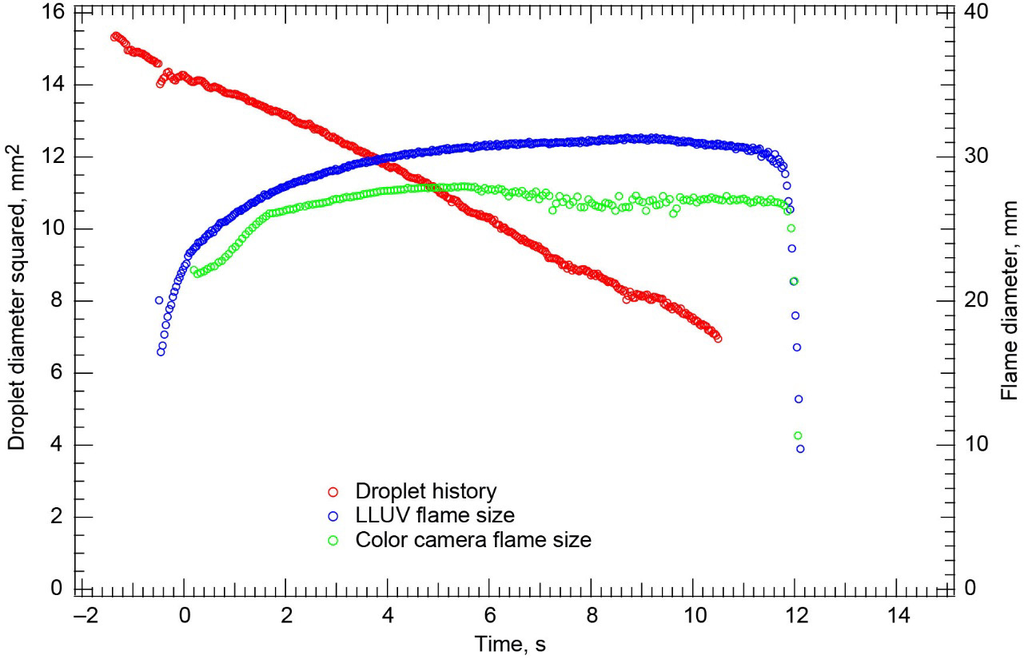 16
14
12
10
8
6
4
2
0
Droplet diameter squared, mm2
40
30
20
10
0
Flame diameter, mm
Droplet history
LLUV flame size
Color camera flame size
–2 0 2 4 6 8 10 12 14
Time, s